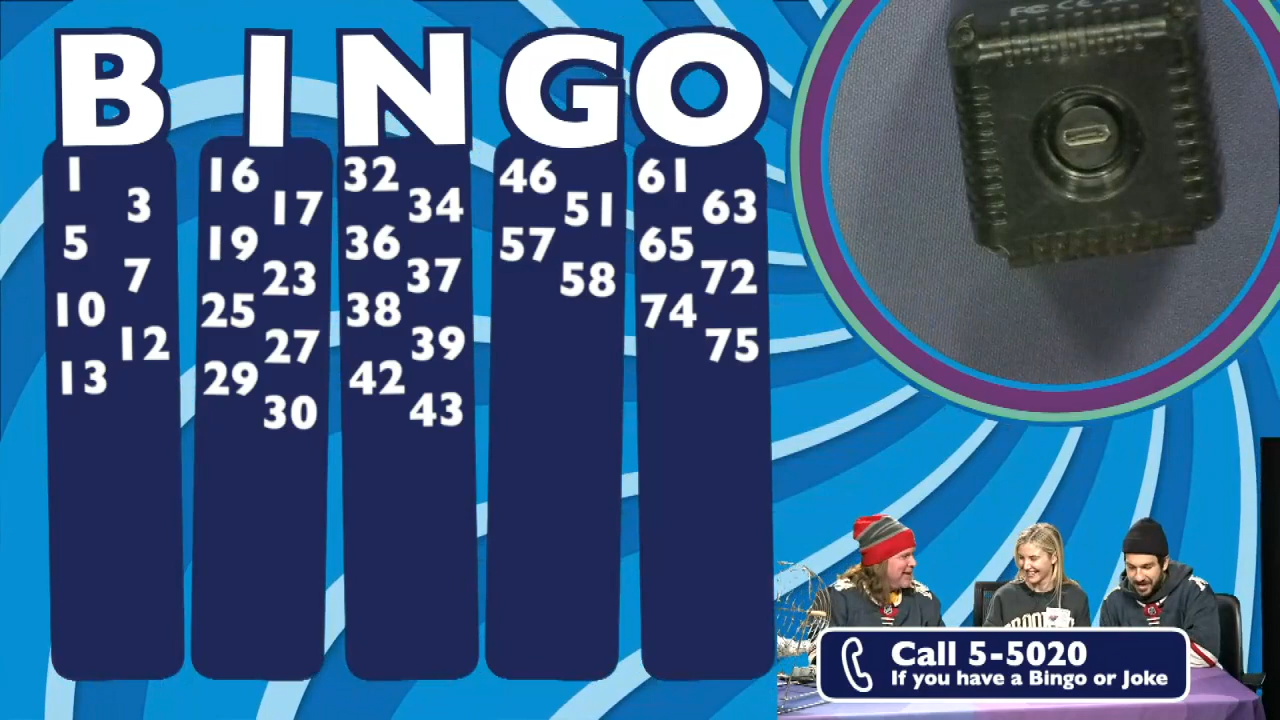 BINGO
1 16 32 46 61
3 17 34 51 63
5 19 36 57 65
7 23 37 58 72
10 25 38 74
12 27 39 75
13 29 42
30 43
FC CE
Call 5-5020
If you have a Bingo or Joke